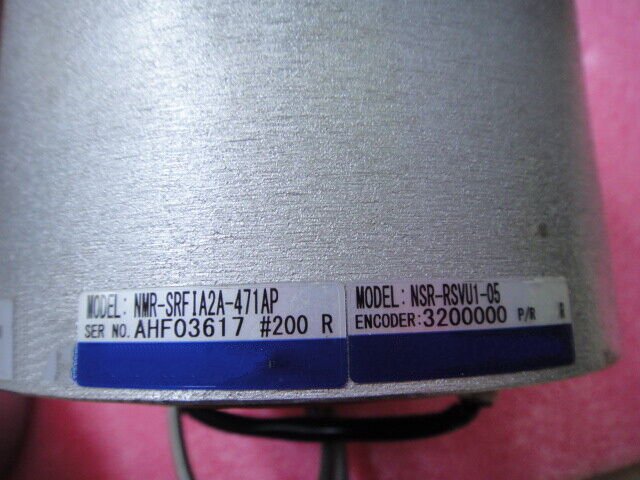 MODEL: NMR-SRFIA2A-471AP
SER NO. AHF03617 #200 R
MODEL: NSR-RSVU1-05
ENCODER:3200000 P/R R